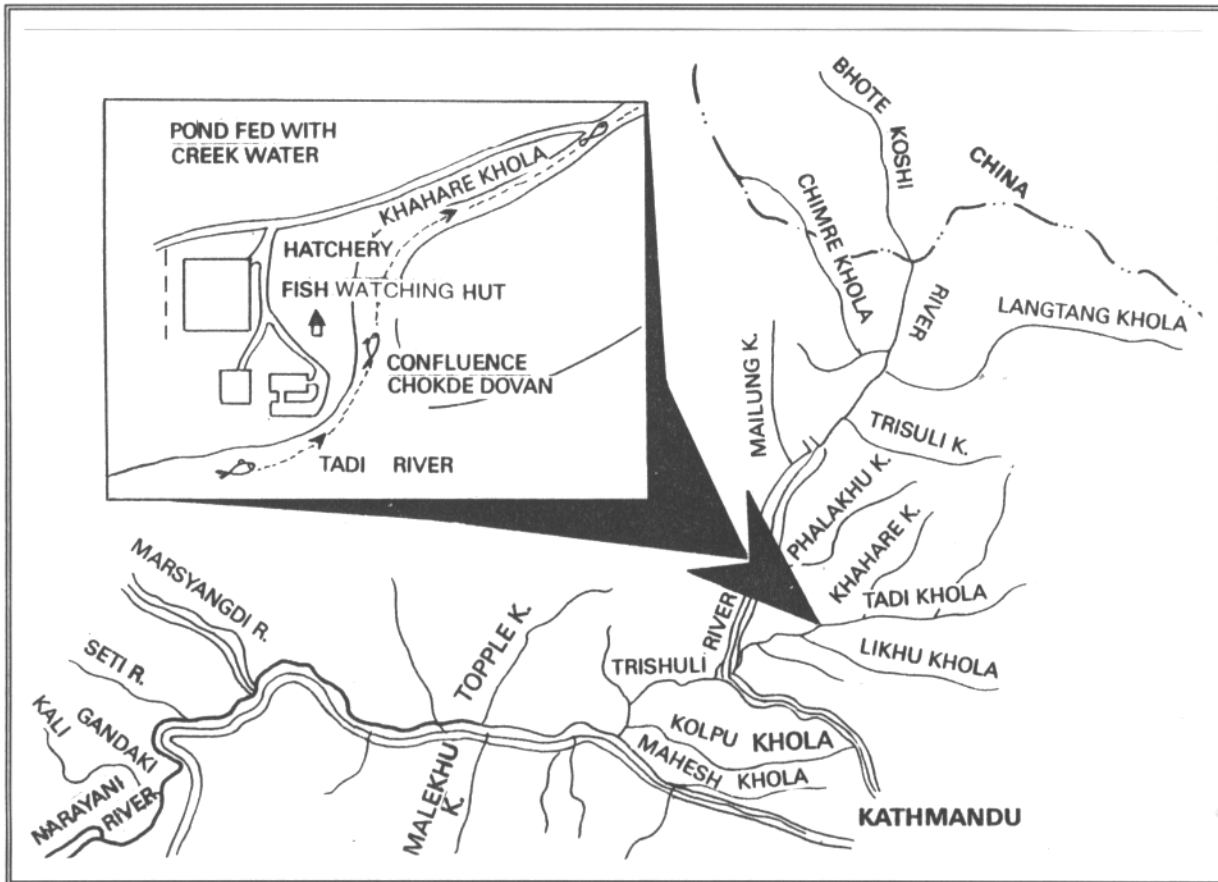 POND FED WITH
CREEK WATER
KHAHARE KHOLA
HATCHERY
FISH WATCHING HUT
CONFLUENCE
CHOKDE DOVAN
TADI RIVER
BHOTE KOSHI
CHINA
CHIMRE KHOLA
RIVER
LANGTANG KHOLA
MAILUNG K.
TRISULI K.
PHALAKHU K.
KHAHARE K.
TADI KHOLA
LIKHU KHOLA
TRISHULI RIVER
MARSYANGDI R.
SETI R.
KALI GANDAKI
NARAYANI
RIVER
TOPPLE K.
MALEKHU
K.
KOLPU KHOLA
MAHESH KHOLA
KATHMANDU